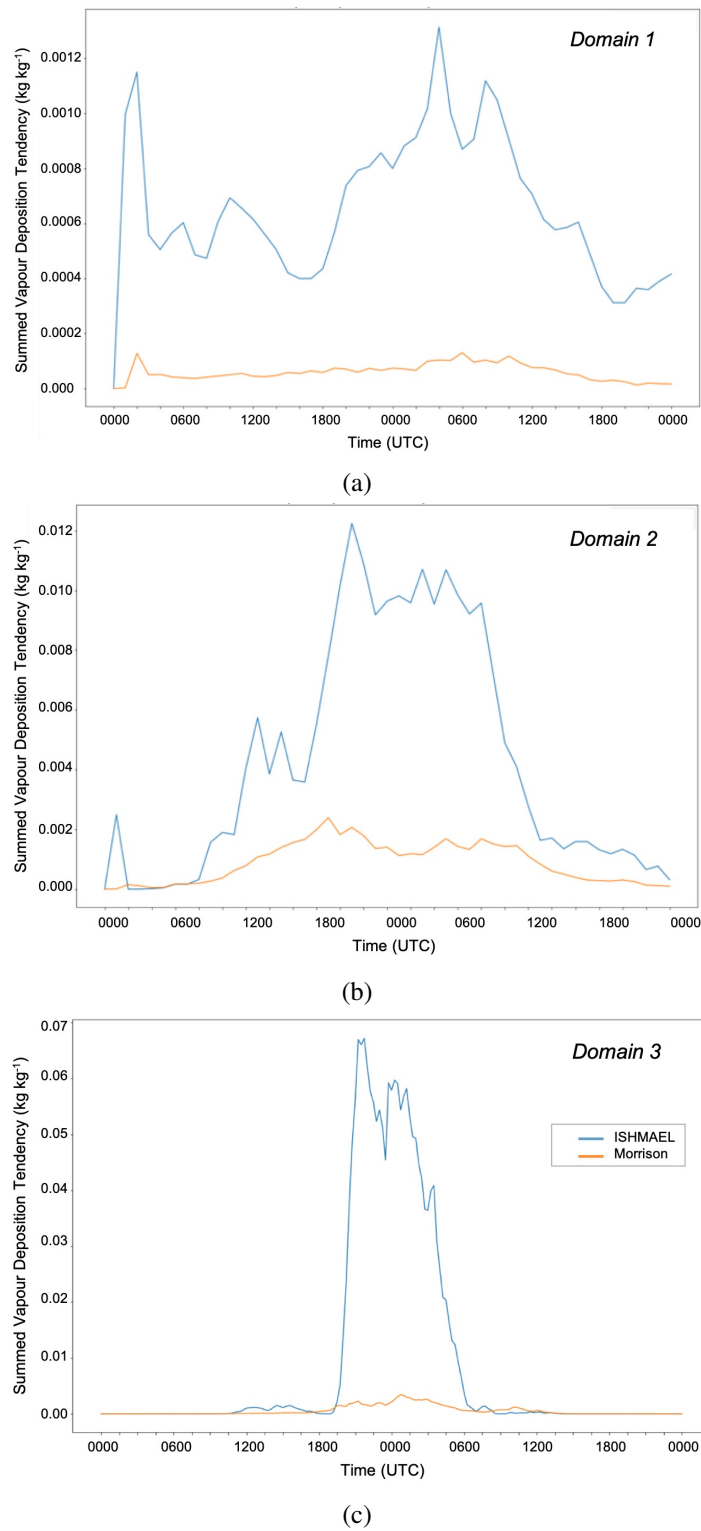 Domain 1
Summed Vapour Deposition Tendency (kg kg⁻¹)
0.0012
0.0010
0.0008
0.0006
0.0004
0.0002
0.000
0000 0600 1200 1800 0000 0600 1200 1800 0000
Time (UTC)
(a)
Domain 2
Summed Vapour Deposition Tendency (kg kg⁻¹)
0.012
0.010
0.008
0.006
0.004
0.002
0.000
0000 0600 1200 1800 0000 0600 1200 1800 0000
Time (UTC)
(b)
Domain 3
Summed Vapour Deposition Tendency (kg kg⁻¹)
0.07
0.06
0.05
0.04
0.03
0.02
0.01
0.00
ISHMAEL
Morrison
0000 0600 1200 1800 0000 0600 1200 1800 0000
Time (UTC)
(c)